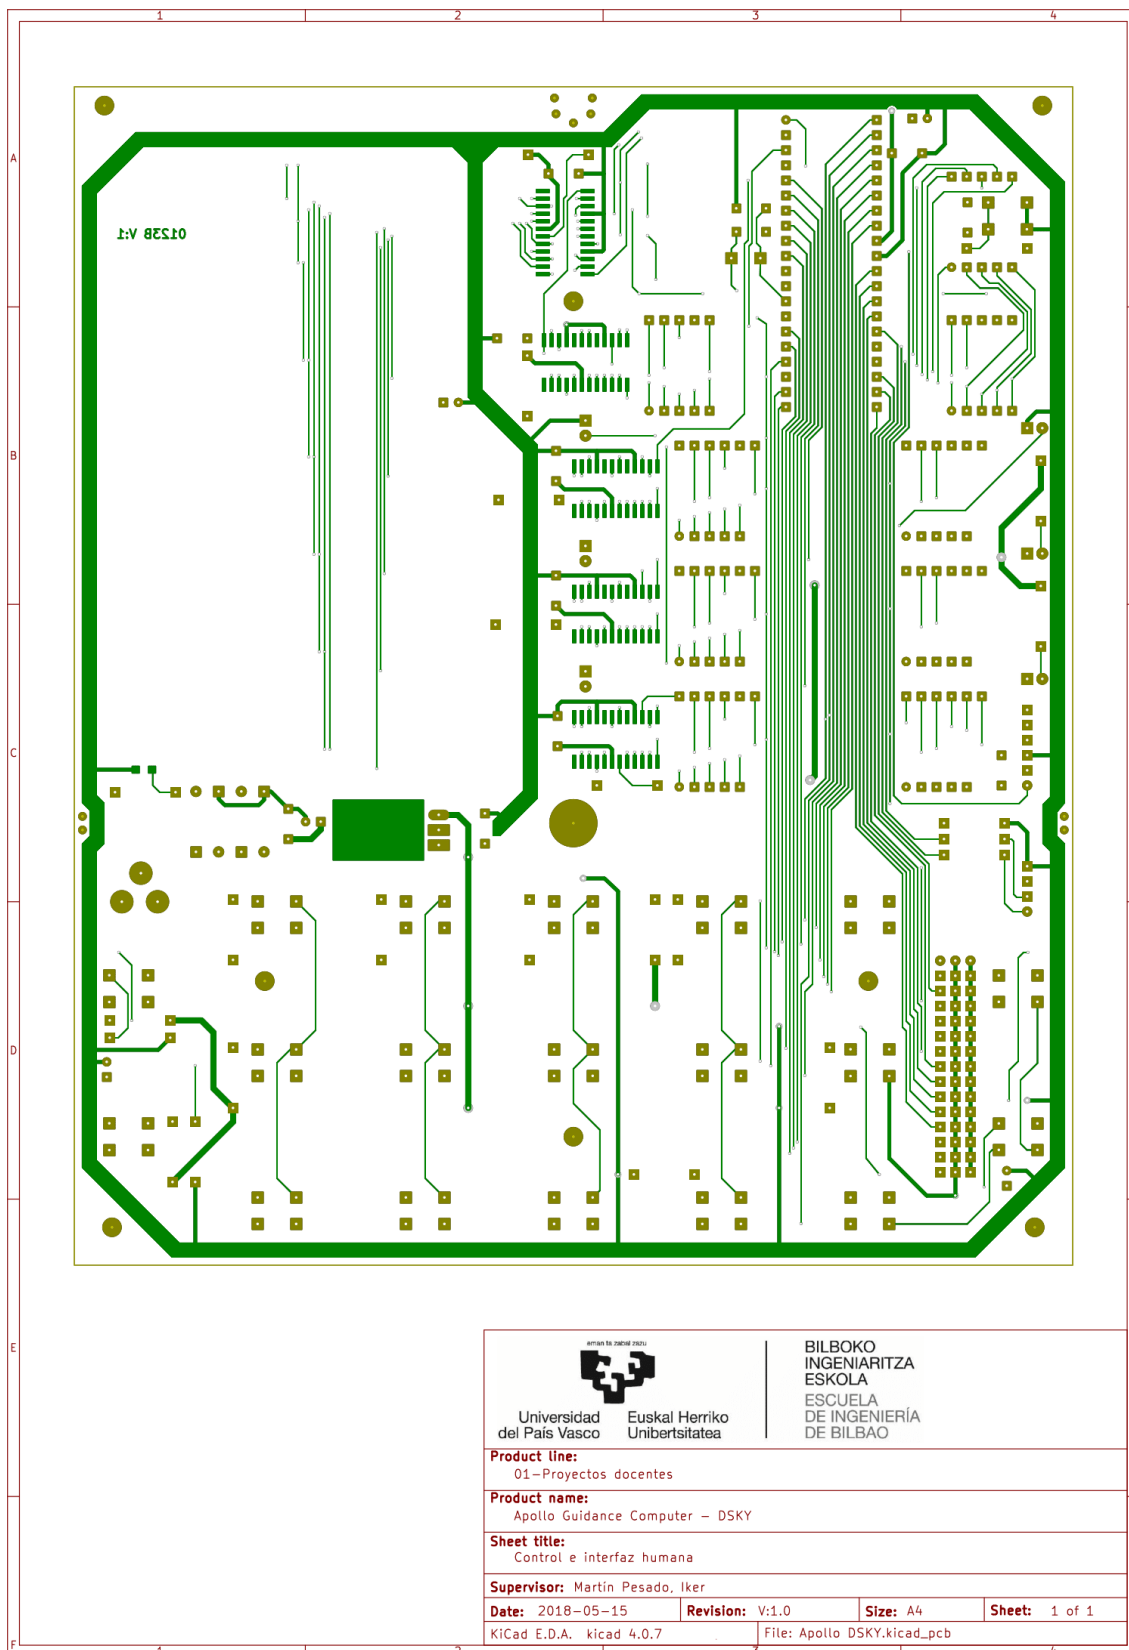 1 2 3 4
A
0123B V:1
B
C
D
E
eman ta zabal zazu
Universidad del País Vasco
Euskal Herriko Unibertsitatea
BILBOKO
INGENIARITZA
ESKOLA
ESCUELA
DE INGENIERÍA
DE BILBAO
Product line:
01-Proyectos docentes
Product name:
Apollo Guidance Computer - DSKY
Sheet title:
Control e interfaz humana
Supervisor: Martín Pesado, Iker
Date: 2018-05-15 Revision: V:1.0 Size: A4 Sheet: 1 of 1
KiCad E.D.A. kicad 4.0.7 File: Apollo DSKY.kicad_pcb
F